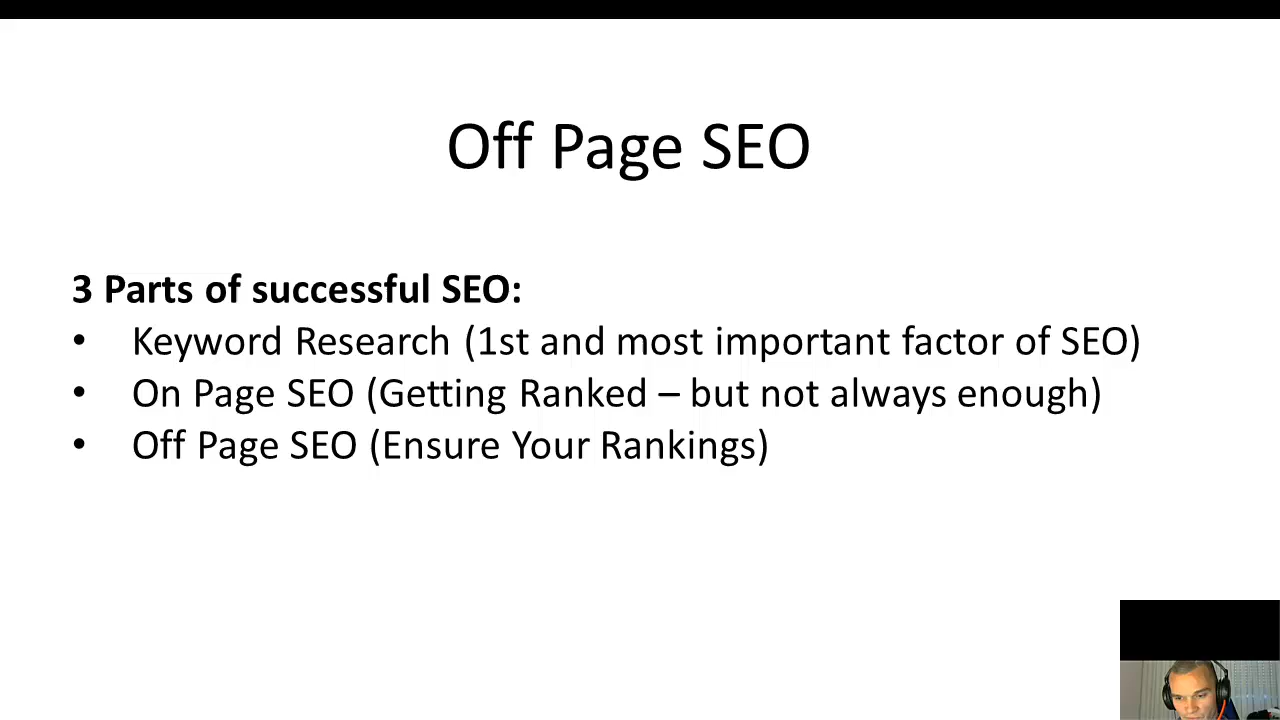 Off Page SEO
3 Parts of successful SEO:
• Keyword Research (1st and most important factor of SEO)
• On Page SEO (Getting Ranked – but not always enough)
• Off Page SEO (Ensure Your Rankings)